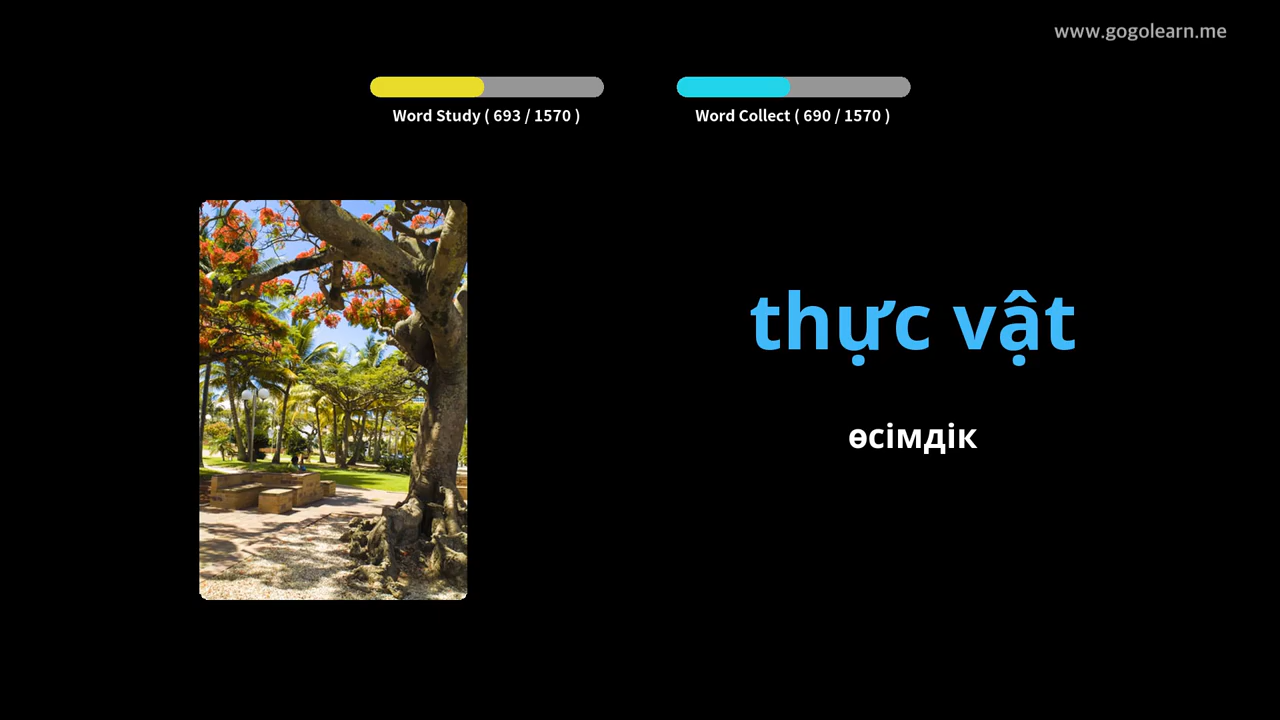 www.gogolearn.me
Word Study ( 693 / 1570 )
Word Collect ( 690 / 1570 )
thực vật
өсімдік